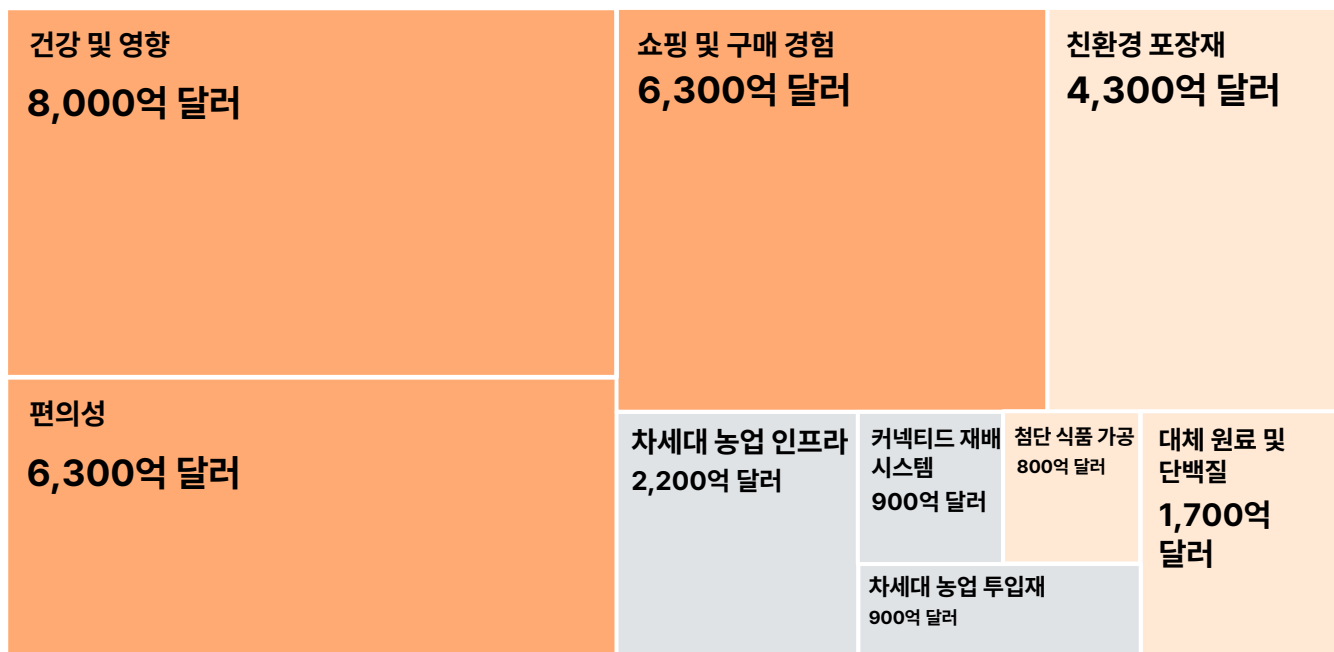 건강 및 영향
8,000억 달러
쇼핑 및 구매 경험
6,300억 달러
친환경 포장재
4,300억 달러
편의성
6,300억 달러
차세대 농업 인프라
2,200억 달러
커넥티드 재배
시스템
900억 달러
첨단 식품 가공
800억 달러
대체 원료 및
단백질
1,700억
달러
차세대 농업 투입재
900억 달러